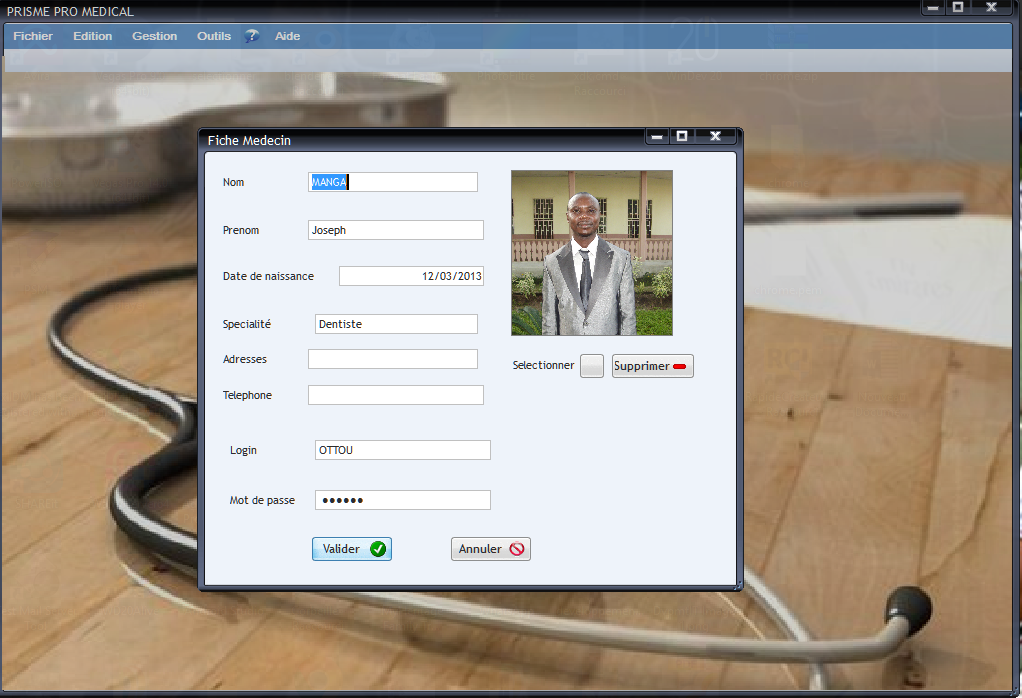 PRISME PRO MEDICAL
Fichier Edition Gestion Outils ? Aide
Fiche Medecin
Nom MANGA
Prenom Joseph
Date de naissance 12/03/2013
Specialité Dentiste
Adresses
Selectionner Supprimer
Telephone
Login OTTOU
Mot de passe ••••••
Valider Annuler